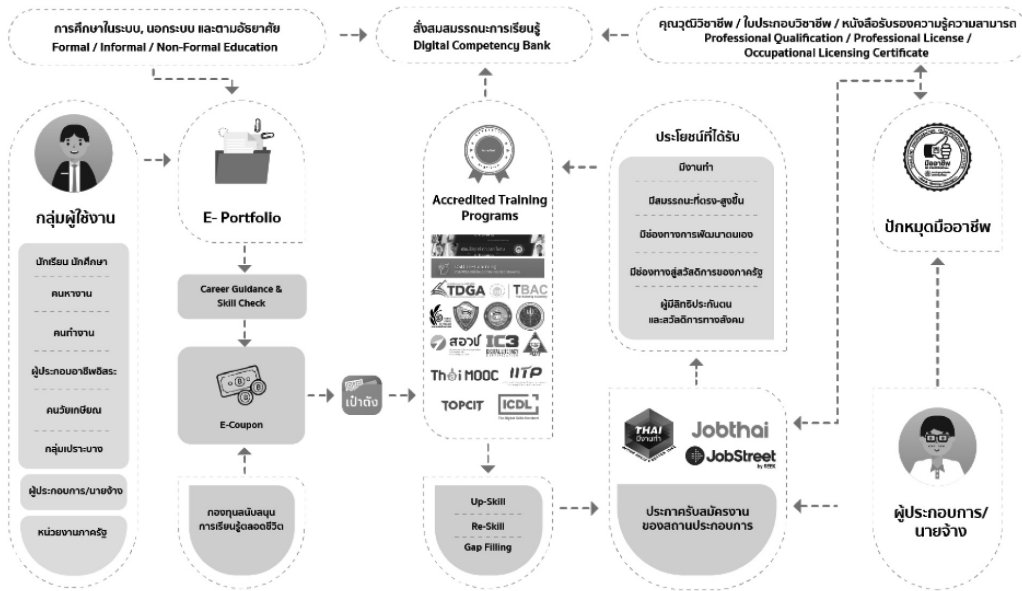 การศึกษาในระบบ, นอกระบบ และตามอัธยาศัย
Formal / Informal / Non-Formal Education
สั่งสมสมรรถนะการเรียนรู้
Digital Competency Bank
คุณวุฒิวิชาชีพ / ใบประกอบวิชาชีพ / หนังสือรับรองความรู้ความสามารถ
Professional Qualification / Professional License /
Occupational Licensing Certificate
กลุ่มผู้ใช้งาน
นักเรียน นักศึกษา
คนหางาน
คนทำงาน
ผู้ประกอบอาชีพอิสระ
คนวัยเกษียณ
กลุ่มเปราะบาง
ผู้ประกอบการ/นายจ้าง
หน่วยงานภาครัฐ
E- Portfolio
Career Guidance &
Skill Check
E-Coupon
กองทุนสนับสนุน
การเรียนรู้ตลอดชีวิต
เป๋าตัง
Accredited Training
Programs
TDGA
TBAC
สอวช
IC3
Thai MOOC
IITP
TOPCIT
ICDL
Up-Skill
Re-Skill
Gap Filling
ประโยชน์ที่ได้รับ
มีงานทำ
มีสมรรถนะที่ตรง-สูงขึ้น
มีช่องทางการพัฒนาตนเอง
มีช่องทางสู่สวัสดิการของภาครัฐ
ผู้มีสิทธิประกันตน
และสวัสดิการทางสังคม
THAI
มีงานทำ
Jobthai
JobStreet
by SEEK
ประกาศรับสมัครงาน
ของสถานประกอบการ
มืออาชีพ
ปักหมุดมืออาชีพ
ผู้ประกอบการ/
นายจ้าง